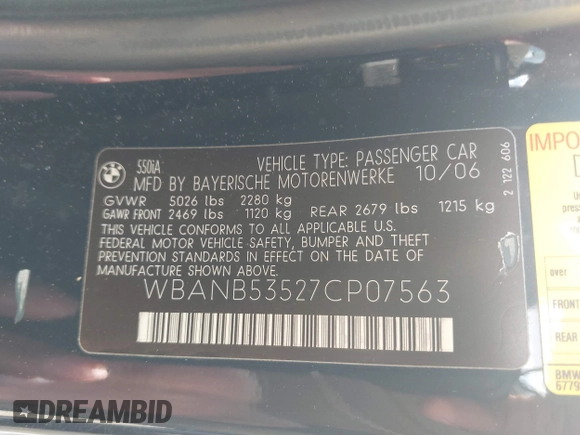 550iA
VEHICLE TYPE: PASSENGER CAR
MFD BY BAYERISCHE MOTORENWERKE 10/06
GVWR 5026 lbs 2280 kg
GAWR FRONT 2469 lbs 1120 kg REAR 2679 lbs 1215 kg
THIS VEHICLE CONFORMS TO ALL APPLICABLE U.S.
FEDERAL MOTOR VEHICLE SAFETY, BUMPER AND THEFT
PREVENTION STANDARDS IN EFFECT ON THE DATE OF
MANUFACTURE SHOWN ABOVE.
WBANB53527CP07563
2 122 606
over
FRONT
REAR
BMW
DREAMBID